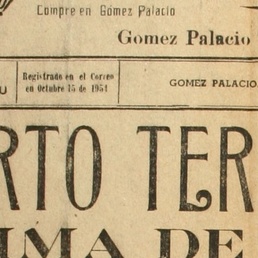 Compre en Gómez Palacio
Gomez Palacio
Registrado en el Correo
en Octubre 15 de 1951
GOMEZ PALACIO
RTO TER
IMA DE